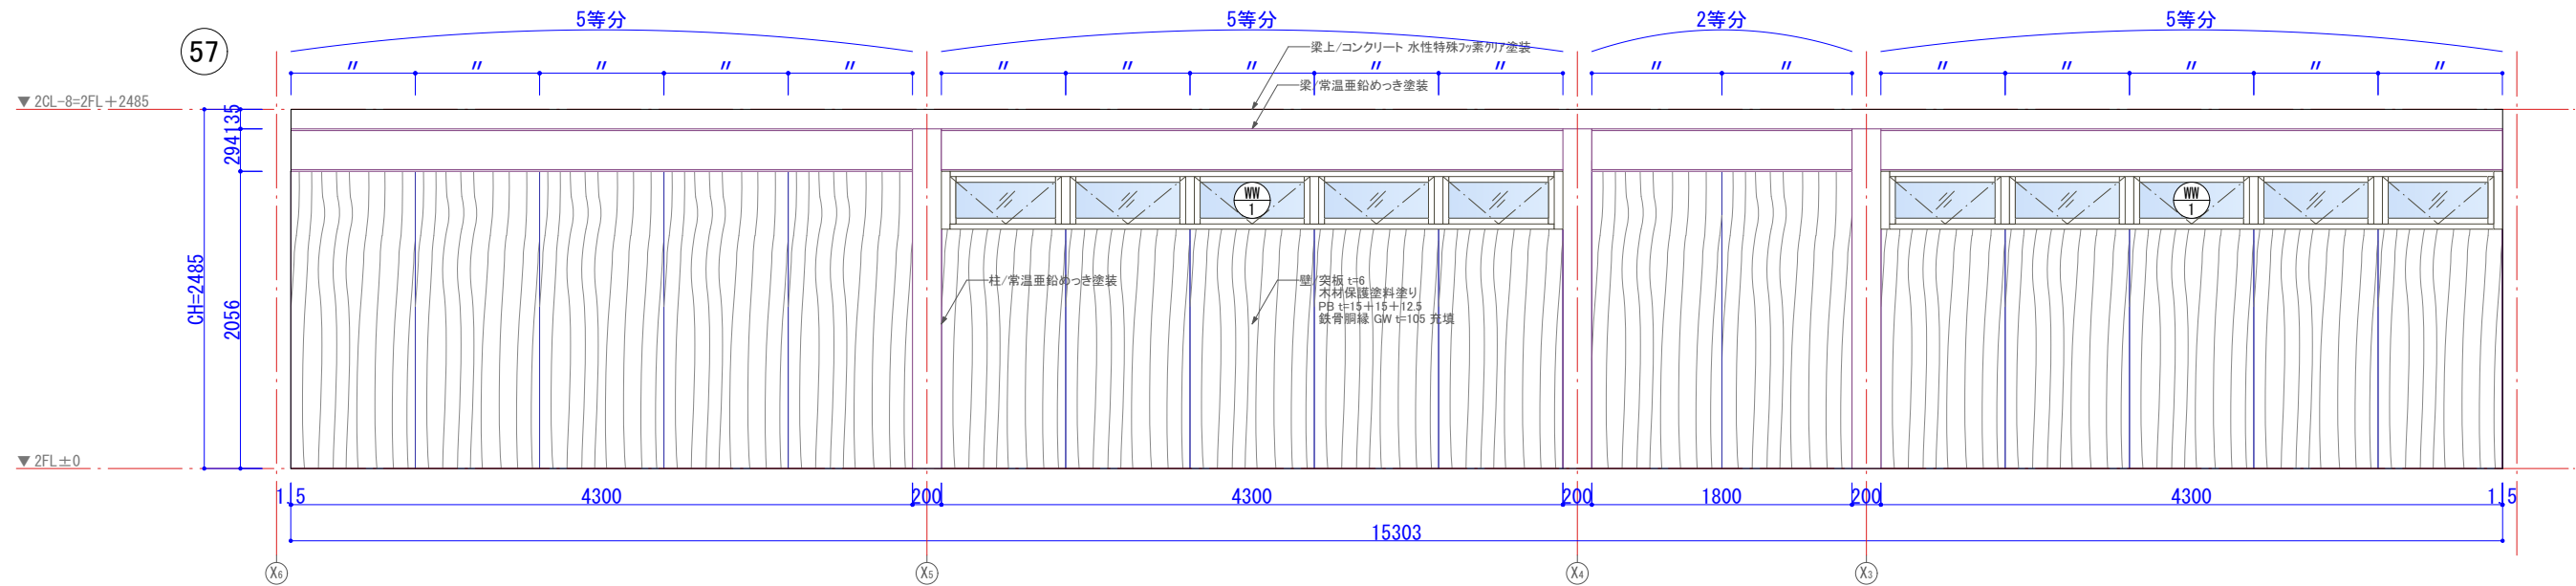 57
5等分
5等分
2等分
5等分
〃 〃 〃 〃 〃
〃 〃 〃 〃 〃
〃 〃
〃 〃 〃 〃 〃
梁上/コンクリート 水性特殊フッ素クリア塗装
梁/常温亜鉛めっき塗装
▼ 2CL-8=2FL+2485
135
294
2056
CH=2485
WW
1
WW
1
柱/常温亜鉛めっき塗装
壁/突板 t=6
木材保護塗料塗り
PB t=15+15+12.5
鉄骨胴縁 GW t=105 充填
▼ 2FL±0
1.5 4300 200 4300 200 1800 200 4300 1.5
15303
X6 X5 X4 X3